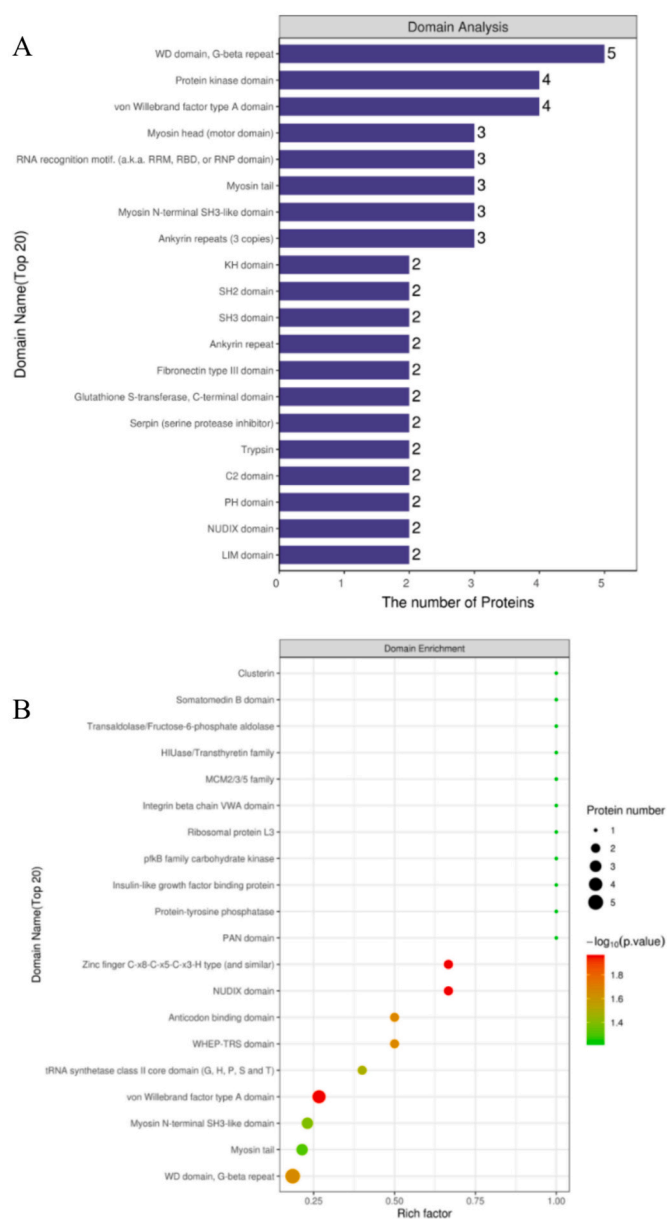 A
Domain Analysis
Domain Name(Top 20)
WD domain, G-beta repeat 5
Protein kinase domain 4
von Willebrand factor type A domain 4
Myosin head (motor domain) 3
RNA recognition motif. (a.k.a. RRM, RBD, or RNP domain) 3
Myosin tail 3
Myosin N-terminal SH3-like domain 3
Ankyrin repeats (3 copies) 3
KH domain 2
SH2 domain 2
SH3 domain 2
Ankyrin repeat 2
Fibronectin type III domain 2
Glutathione S-transferase, C-terminal domain 2
Serpin (serine protease inhibitor) 2
Trypsin 2
C2 domain 2
PH domain 2
NUDIX domain 2
LIM domain 2
0 1 2 3 4 5
The number of Proteins
B
Domain Enrichment
Domain Name(Top 20)
Clusterin
Somatomedin B domain
Transaldolase/Fructose-6-phosphate aldolase
HIUase/Transthyretin family
MCM2/3/5 family
Integrin beta chain VWA domain
Ribosomal protein L3
pfkB family carbohydrate kinase
Insulin-like growth factor binding protein
Protein-tyrosine phosphatase
PAN domain
Zinc finger C-x8-C-x5-C-x3-H type (and similar)
NUDIX domain
Anticodon binding domain
WHEP-TRS domain
tRNA synthetase class II core domain (G, H, P, S and T)
von Willebrand factor type A domain
Myosin N-terminal SH3-like domain
Myosin tail
WD domain, G-beta repeat
0.25 0.50 0.75 1.00
Rich factor
Protein number
1
2
3
4
5
−log10(p.value)
1.8
1.6
1.4